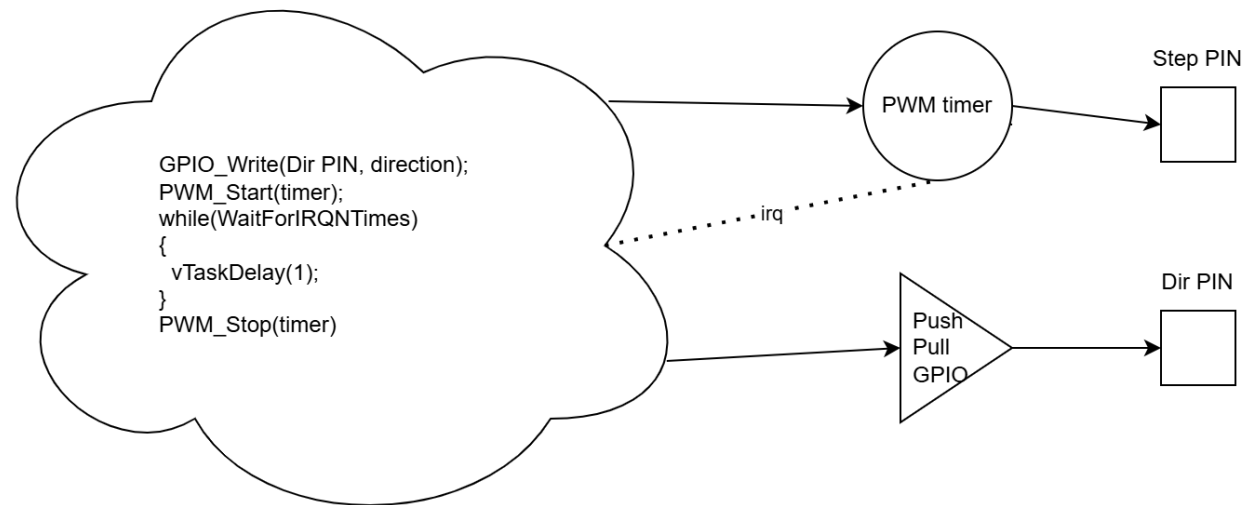 GPIO_Write(Dir PIN, direction);
PWM_Start(timer);
while(WaitForIRQNTimes)
{
  vTaskDelay(1);
}
PWM_Stop(timer)
PWM timer
Step PIN
irq
Push
Pull
GPIO
Dir PIN